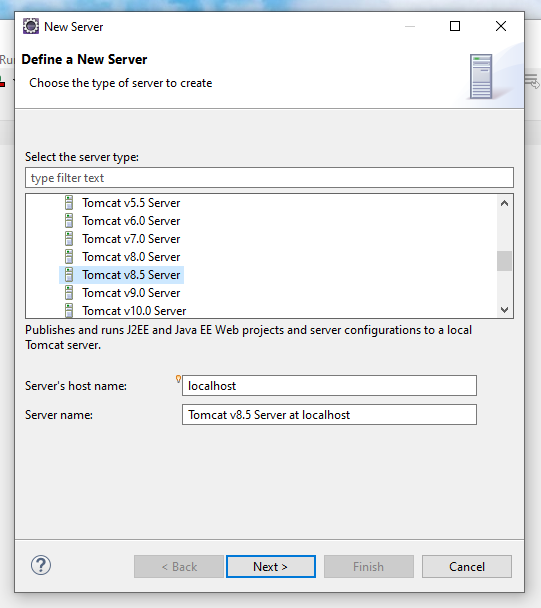 New Server
Define a New Server
Choose the type of server to create
Select the server type:
type filter text
Tomcat v5.5 Server
Tomcat v6.0 Server
Tomcat v7.0 Server
Tomcat v8.0 Server
Tomcat v8.5 Server
Tomcat v9.0 Server
Tomcat v10.0 Server
Publishes and runs J2EE and Java EE Web projects and server configurations to a local
Tomcat server.
Server's host name: localhost
Server name: Tomcat v8.5 Server at localhost
? < Back Next > Finish Cancel